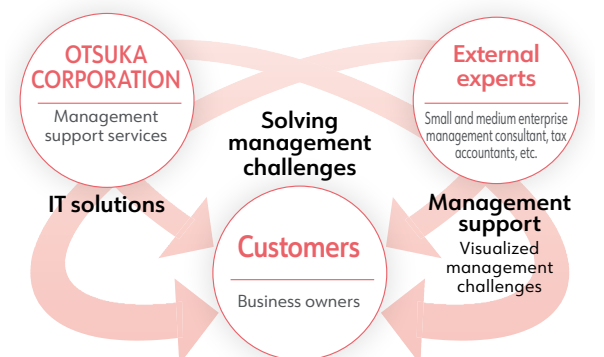 OTSUKA
CORPORATION
Management
support services
External
experts
Small and medium enterprise
management consultant, tax
accountants, etc.
Solving
management
challenges
IT solutions
Management
support
Visualized
management
challenges
Customers
Business owners